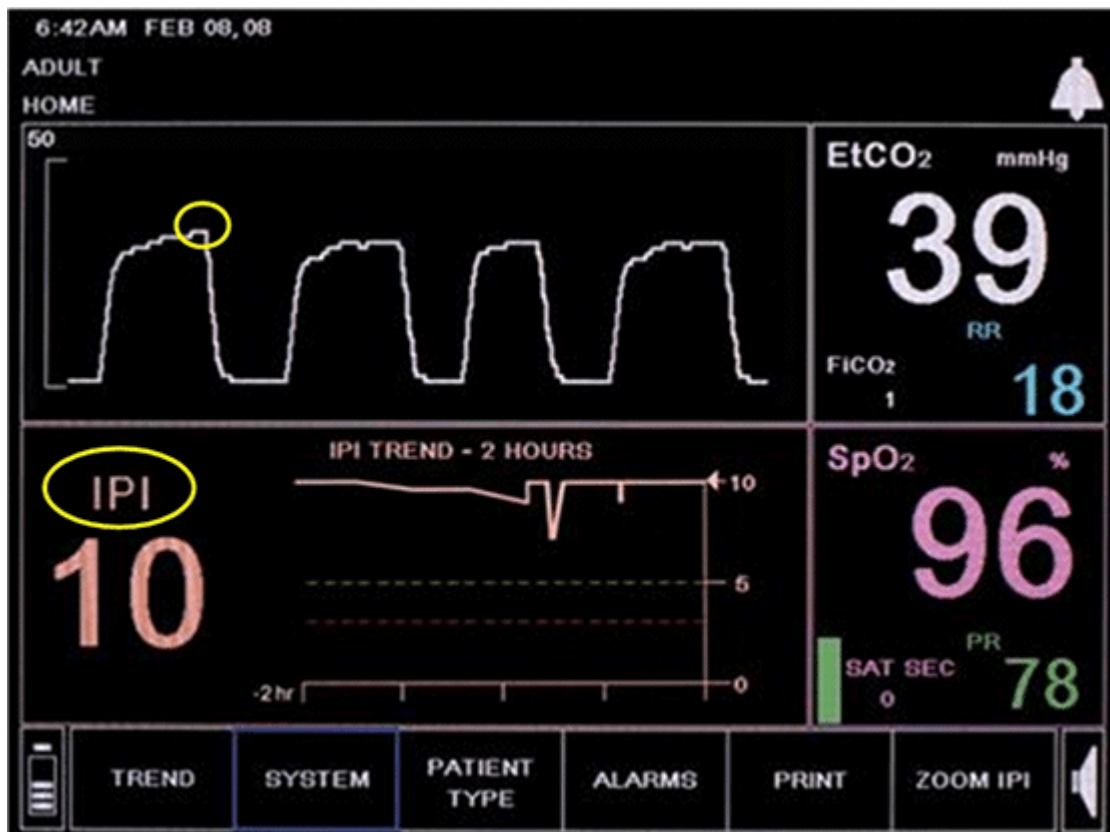 6:42AM FEB 08,08
ADULT
HOME
50
EtCO2 mmHg
39
RR
FiCO2
1
18
IPI
10
IPI TREND - 2 HOURS
10
5
0
-2hr
SpO2 %
96
PR
SAT SEC
0
78
TREND
SYSTEM
PATIENT
TYPE
ALARMS
PRINT
ZOOM IPI